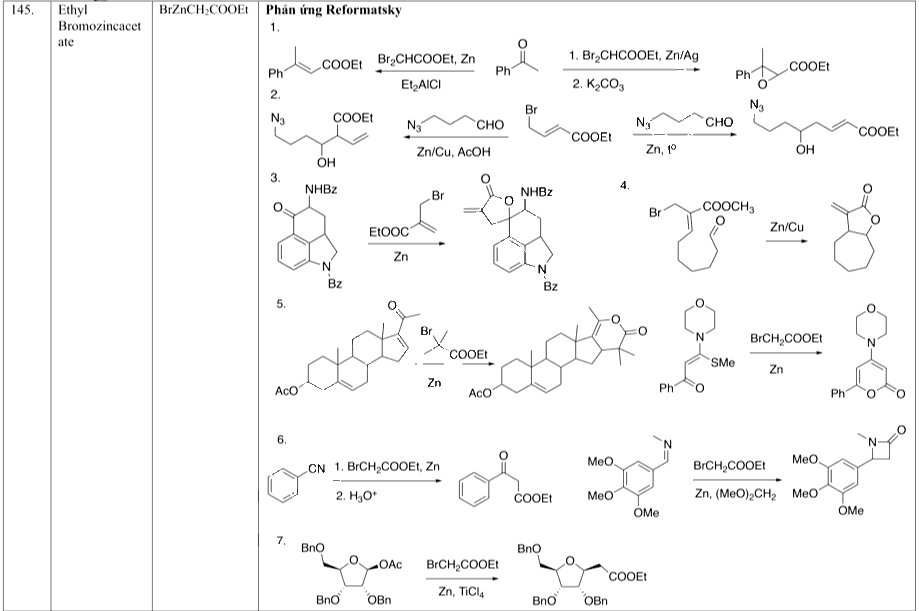 145.
Ethyl
Bromozincacet
ate
BrZnCH₂COOEt
Phản ứng Reformatsky
1.
Ph
COOEt
Br₂CHCOOEt, Zn
Et₂AlCl
O
Ph
1. Br₂CHCOOEt, Zn/Ag
2. K₂CO₃
Ph
O
COOEt
2.
N₃
COOEt
OH
N₃
CHO
Zn/Cu, AcOH
Br
COOEt
N₃
CHO
Zn, t⁰
N₃
OH
COOEt
3.
NHBz
O
N
Bz
Br
EtOOC
Zn
O
O
NHBz
N
Bz
4.
Br
COOCH₃
O
Zn/Cu
O
O
5.
O
AcO
Br
COOEt
Zn
O
O
AcO
O
N
SMe
Ph
O
BrCH₂COOEt
Zn
O
N
Ph
O
O
6.
CN
1. BrCH₂COOEt, Zn
2. H₃O⁺
O
COOEt
N
MeO
MeO
OMe
BrCH₂COOEt
Zn, (MeO)₂CH₂
N
O
MeO
MeO
OMe
7.
BnO
O
OAc
BnO
OBn
BrCH₂COOEt
Zn, TiCl₄
BnO
O
COOEt
BnO
OBn